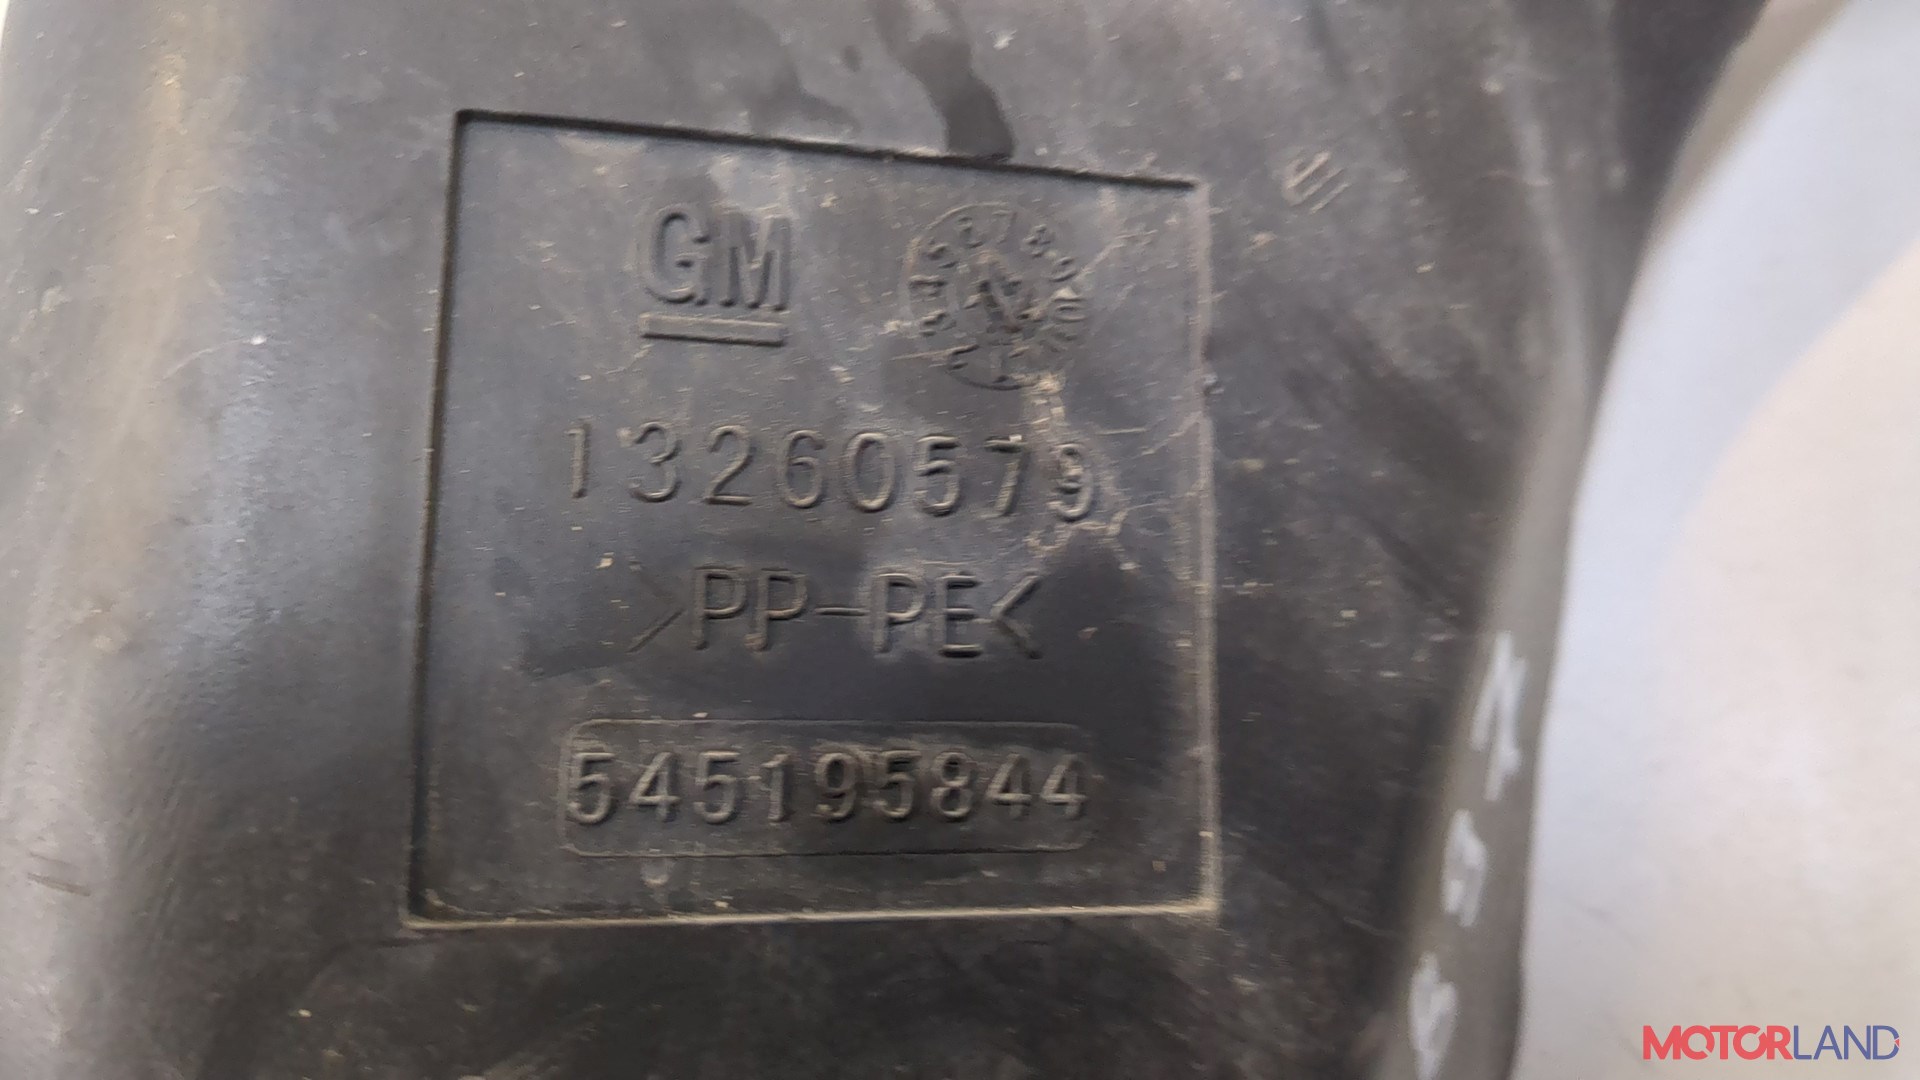 GM
13260579
>PP-PE<
545195844
MOTORLAND